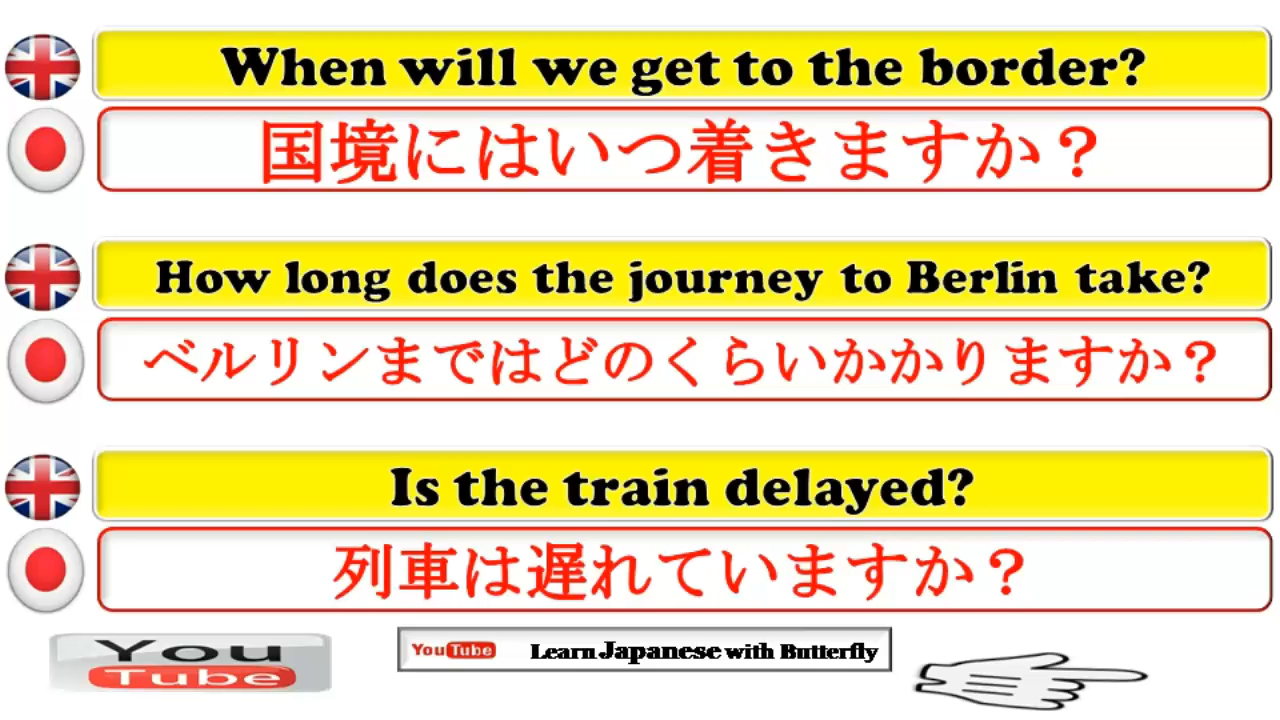 When will we get to the border?
国境にはいつ着きますか？
How long does the journey to Berlin take?
ベルリンまではどのくらいかかりますか？
Is the train delayed?
列車は遅れていますか？
You
Tube
YouTube Learn Japanese with Butterfly